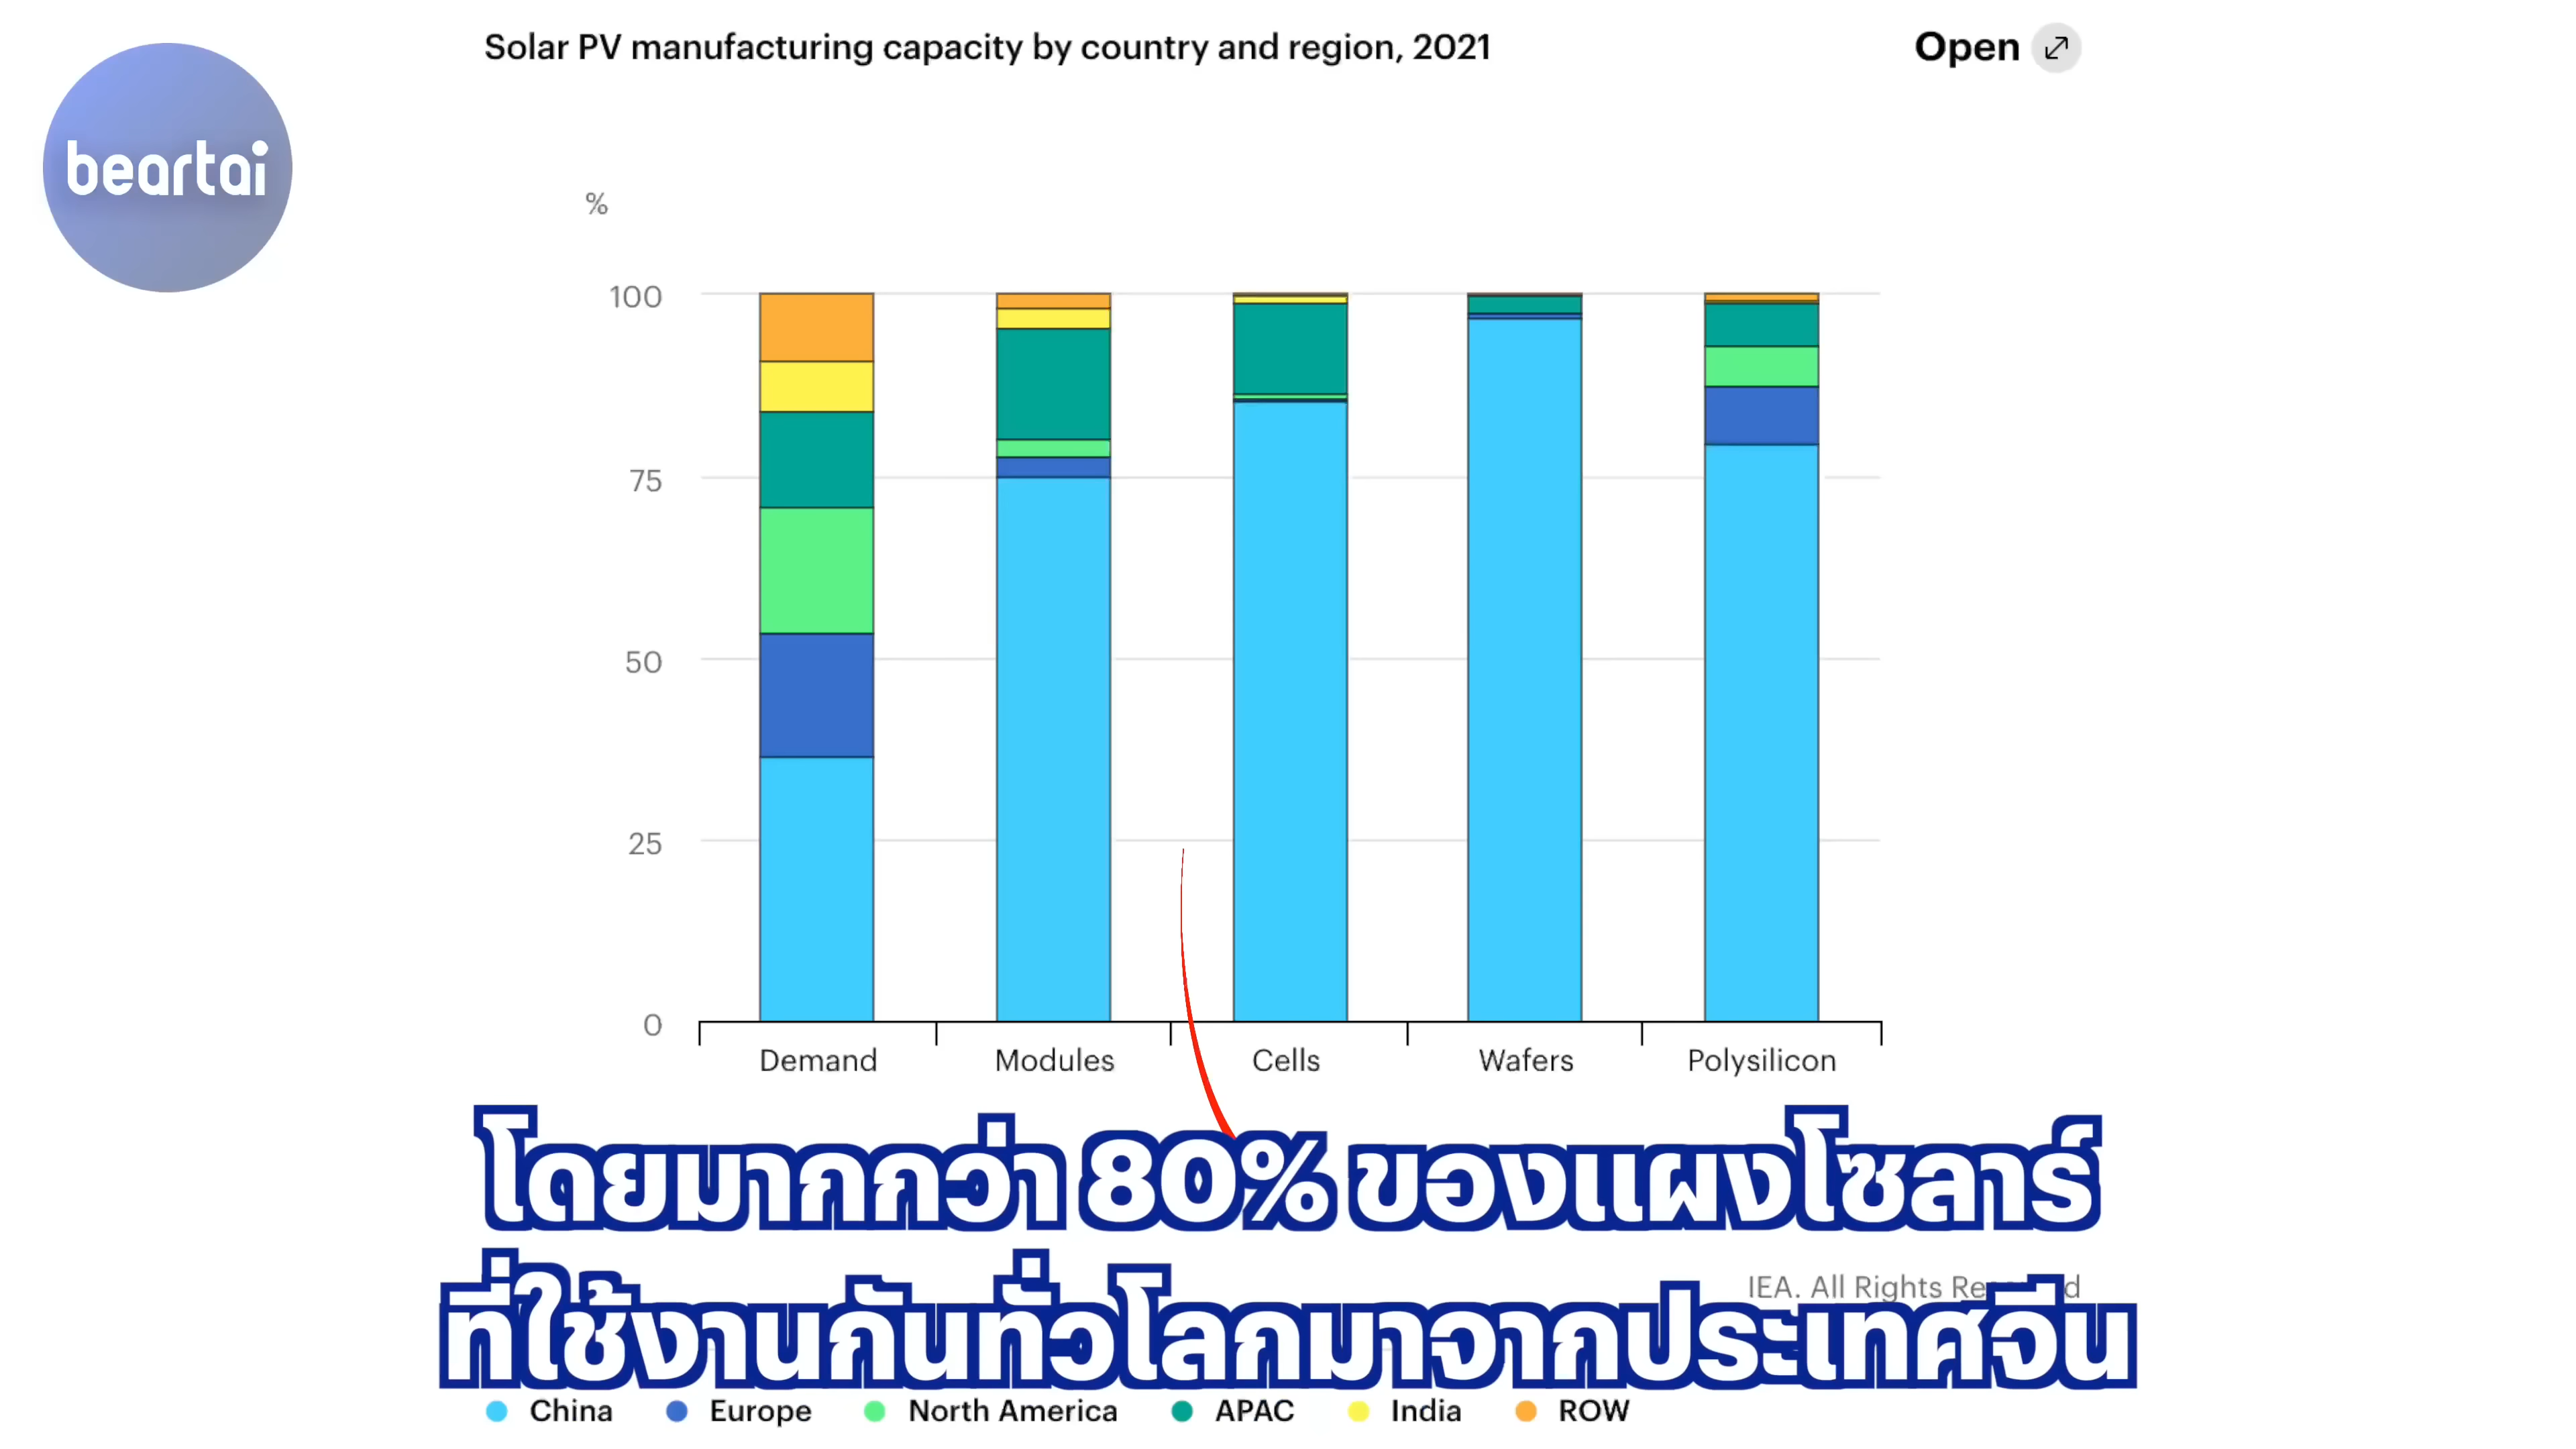 Solar PV manufacturing capacity by country and region, 2021
Open
beartai
%
100
75
50
25
0
Demand
Modules
Cells
Wafers
Polysilicon
โดยมากกว่า 80% ของแผงโซลาร์
ที่ใช้งานกันทั่วโลกมาจากประเทศจีน
IEA. All Rights
China
Europe
North America
APAC
India
ROW